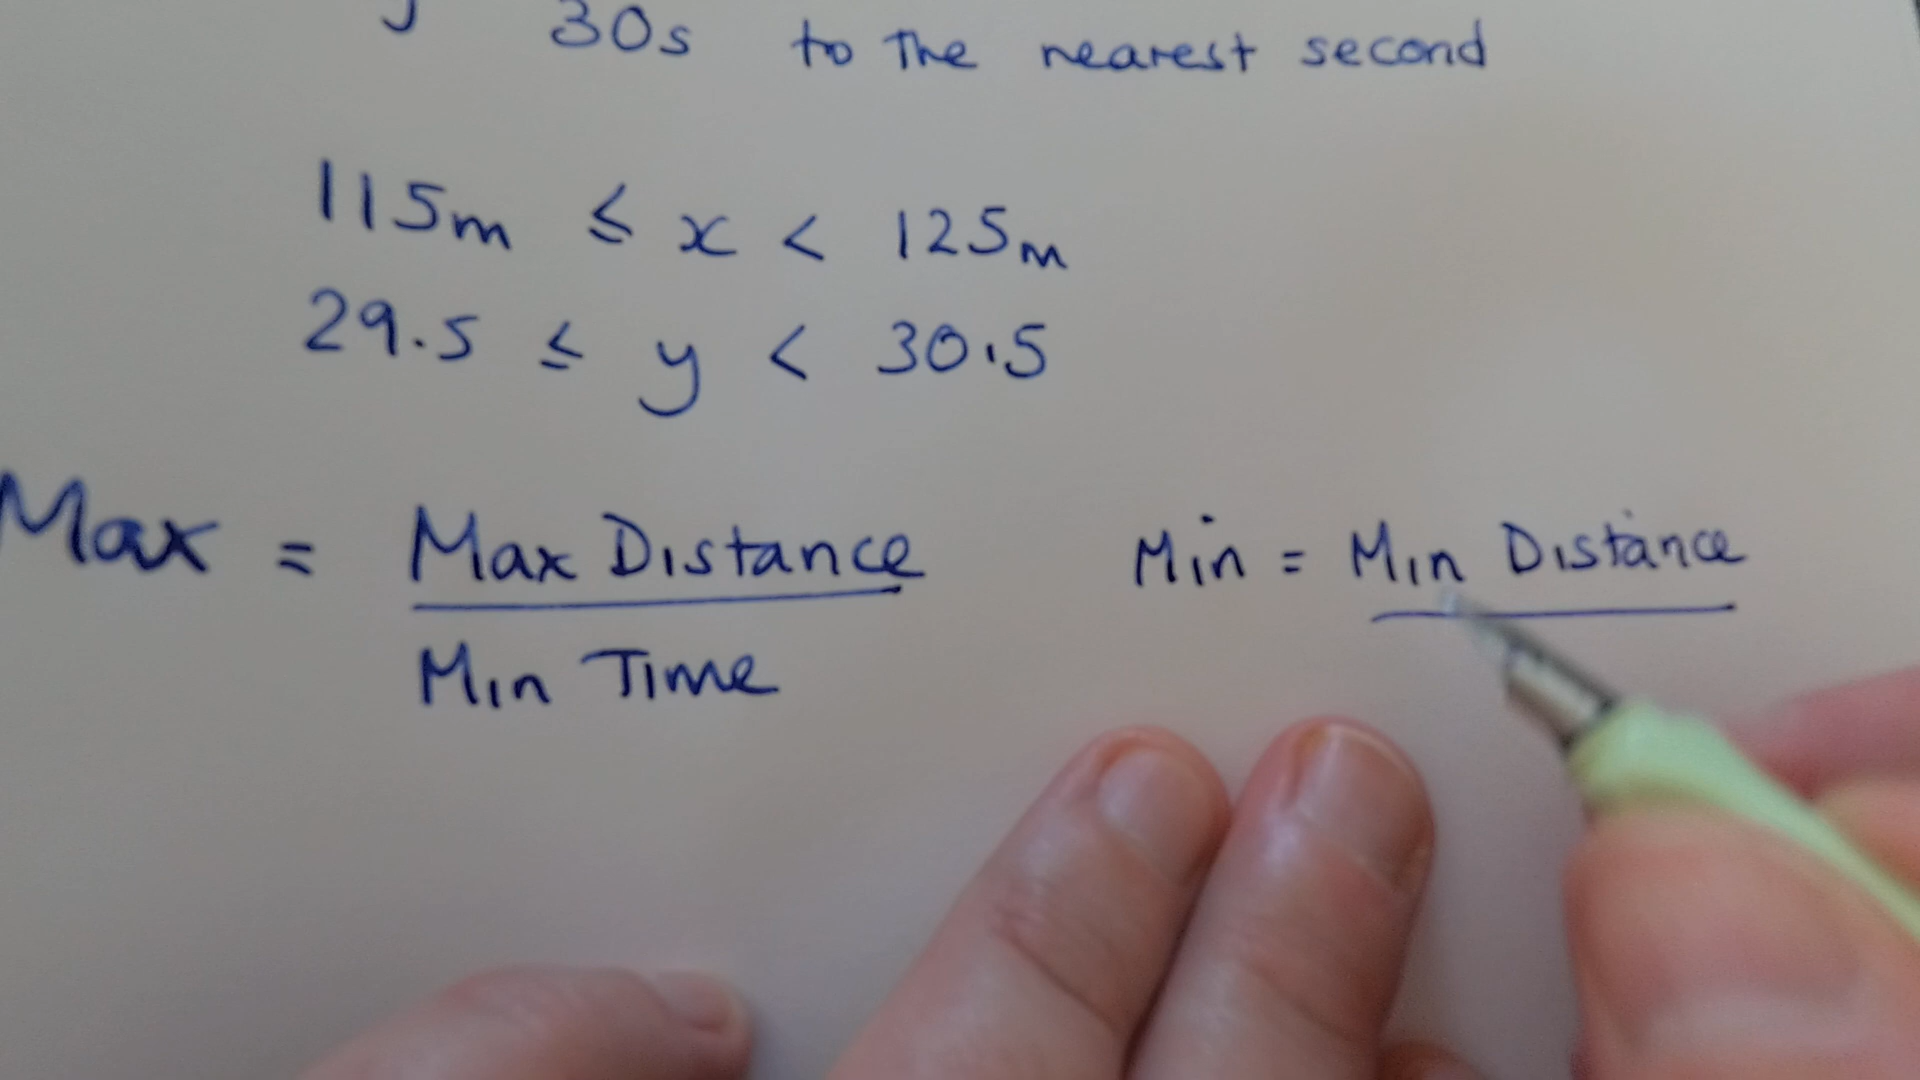 30s to the nearest second
115m ≤ x < 125m
29.5 ≤ y < 30.5
Max = Max Distance Min = Min Distance
Min Time